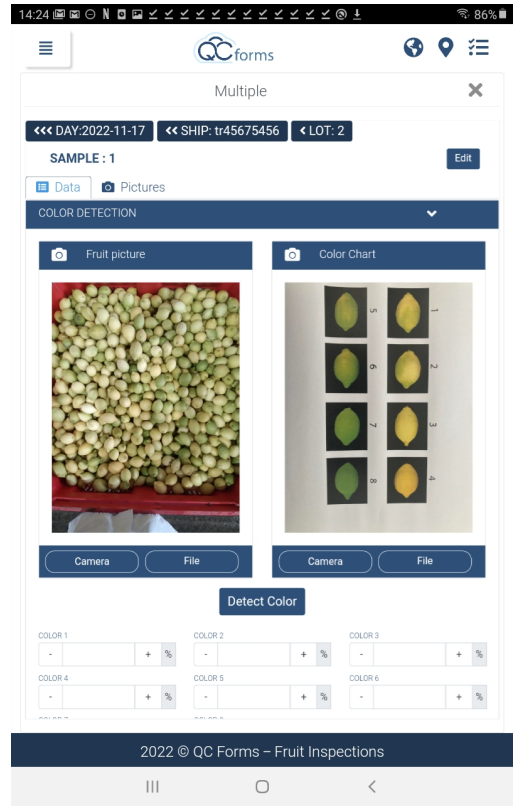 14:24
86%
QCforms
Multiple
<<< DAY:2022-11-17
<< SHIP: tr45675456
< LOT: 2
SAMPLE : 1
Edit
Data
Pictures
COLOR DETECTION
Fruit picture
Color Chart
5
1
6
2
7
3
8
4
Camera
File
Camera
File
Detect Color
COLOR 1
COLOR 2
COLOR 3
- + %
- + %
- + %
COLOR 4
COLOR 5
COLOR 6
- + %
- + %
- + %
2022 © QC Forms – Fruit Inspections